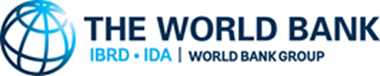 THE WORLD BANK
IBRD • IDA | WORLD BANK GROUP